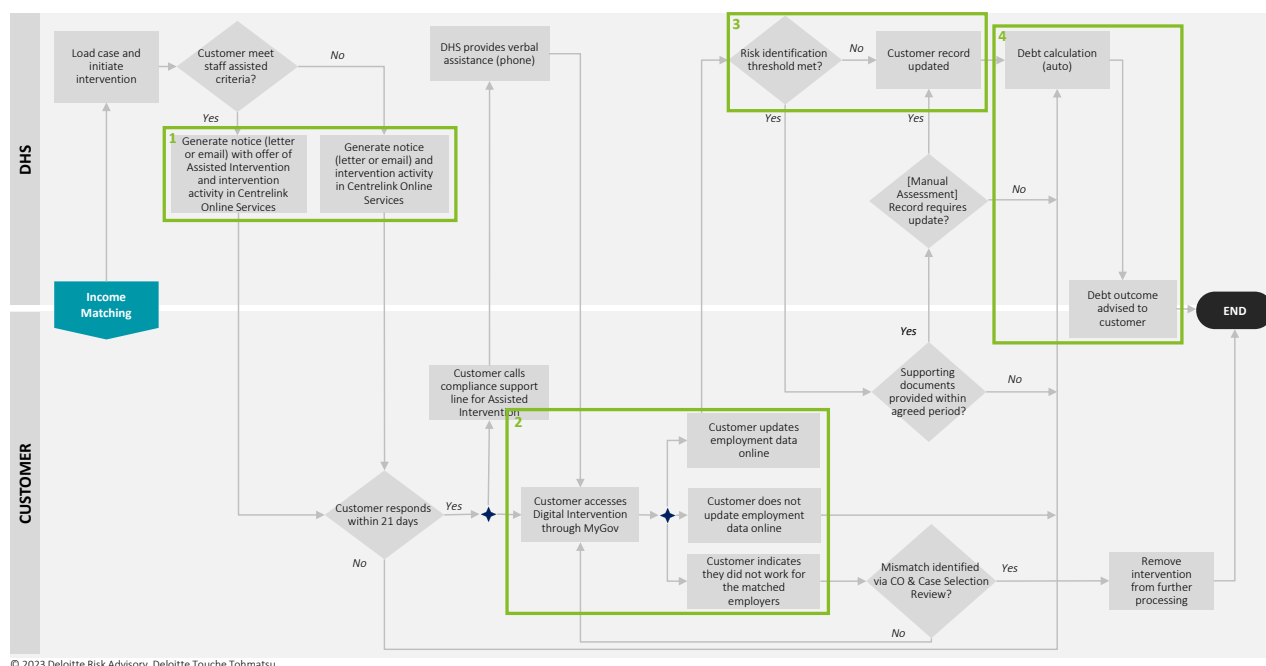 DHS
CUSTOMER
Load case and
initiate
intervention
Customer meet
staff assisted
criteria?
No
Yes
1
Generate notice (letter
or email) with offer of
Assisted Intervention
and intervention
activity in Centrelink
Online Services
Generate notice
(letter or email) and
intervention activity
in Centrelink Online
Services
Income
Matching
DHS provides verbal
assistance (phone)
Customer calls
compliance support
line for Assisted
Intervention
Customer responds
within 21 days
Yes
No
2
Customer accesses
Digital Intervention
through MyGov
Customer updates
employment data
online
Customer does not
update employment
data online
Customer indicates
they did not work for
the matched
employers
3
Risk identification
threshold met?
No
Customer record
updated
Yes
Yes
[Manual
Assessment]
Record requires
update?
No
Yes
Supporting
documents
provided within
agreed period?
No
Mismatch identified
via CO & Case Selection
Review?
Yes
No
Remove
intervention
from further
processing
4
Debt calculation
(auto)
Debt outcome
advised to
customer
END
© 2023 Deloitte Risk Advisory. Deloitte Touche Tohmatsu